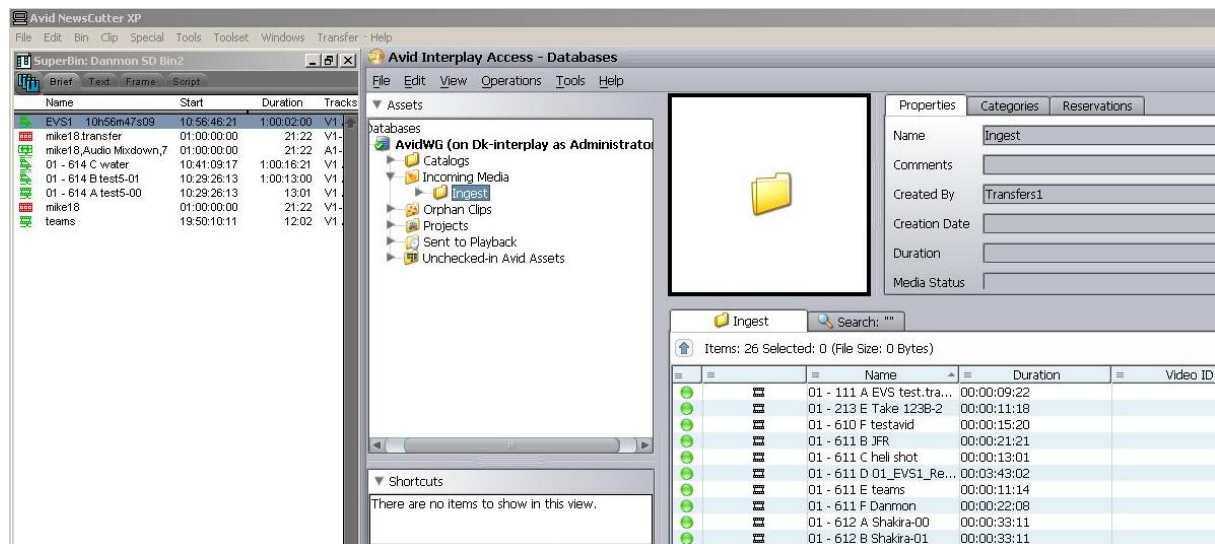 Avid NewsCutter XP
File Edit Bin Clip Special Tools Toolset Windows Transfer Help
SuperBin: Danmon SD Bin2
Brief Text Frame Script
Name Start Duration Tracks
EVS1 10h56m47s09 10:56:46:21 1:00:02:00 V1
mike18.transfer 01:00:00:00 21:22 V1-
mike18,Audio Mixdown,7 01:00:00:00 21:22 A1-
01 - 614 C water 10:41:09:17 1:00:16:21 V1
01 - 614 B test5-01 10:29:26:13 1:00:13:00 V1
01 - 614 A test5-00 10:29:26:13 13:01 V1
mike18 01:00:00:00 21:22 V1-
teams 19:50:10:11 12:02 V1
Avid Interplay Access - Databases
File Edit View Operations Tools Help
Assets
Databases
AvidWG (on Dk-interplay as Administrato
Catalogs
Incoming Media
Ingest
Orphan Clips
Projects
Sent to Playback
Unchecked-in Avid Assets
Shortcuts
There are no items to show in this view.
Properties Categories Reservations
Name Ingest
Comments
Created By Transfers1
Creation Date
Duration
Media Status
Ingest Search: ""
Items: 26 Selected: 0 (File Size: 0 Bytes)
Name Duration Video ID
01 - 111 A EVS test.tra... 00:00:09:22
01 - 213 E Take 123B-2 00:00:11:18
01 - 610 F testavid 00:00:15:20
01 - 611 B JFR 00:00:21:21
01 - 611 C heli shot 00:00:13:01
01 - 611 D 01_EVS1_Re... 00:03:43:02
01 - 611 E teams 00:00:11:14
01 - 611 F Danmon 00:00:22:08
01 - 612 A Shakira-00 00:00:33:11
01 - 612 B Shakira-01 00:00:33:11